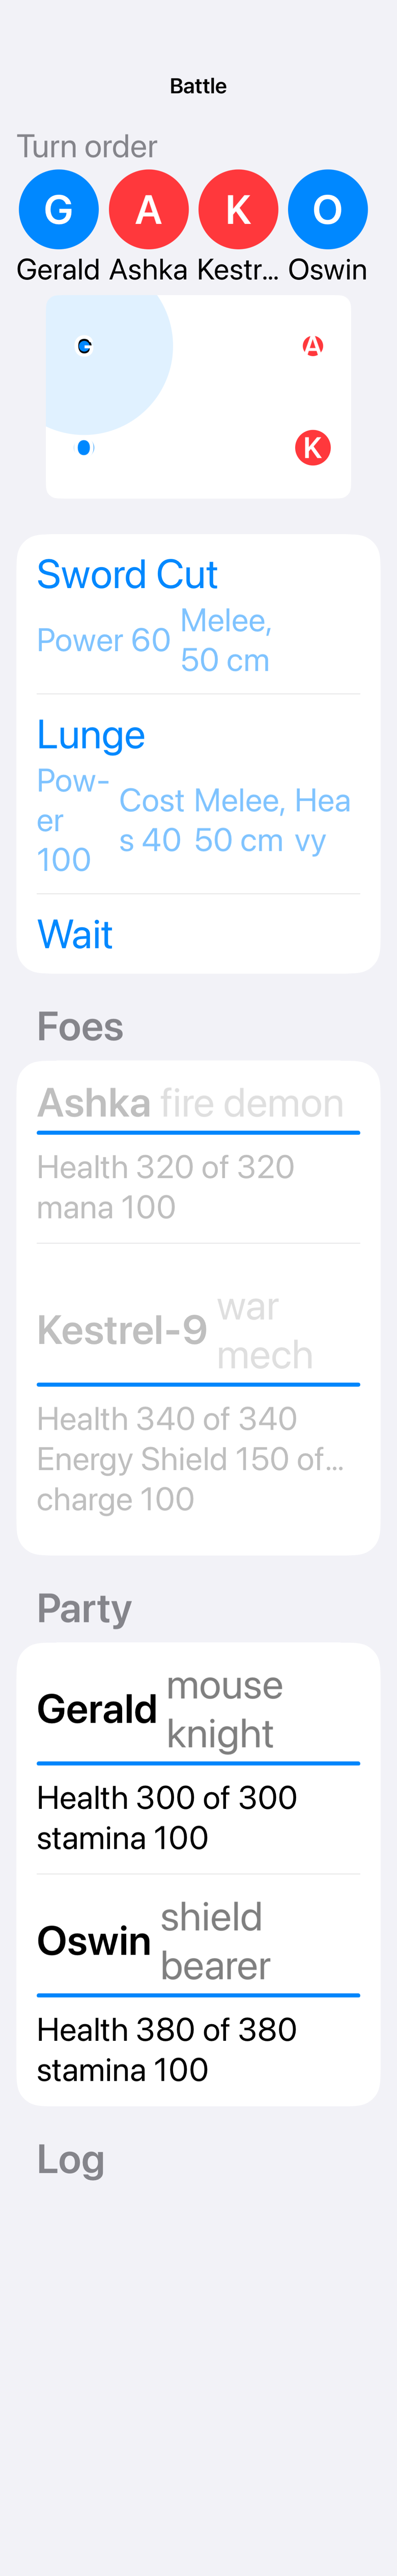 Battle
Turn order
G A K O
Gerald Ashka Kestr... Oswin
G A
K
Sword Cut
Power 60 Melee,
50 cm
Lunge
Pow-
er
100
Cost
s 40
Melee,
50 cm
Hea
vy
Wait
Foes
Ashka fire demon
Health 320 of 320
mana 100
Kestrel-9 war
mech
Health 340 of 340
Energy Shield 150 of...
charge 100
Party
Gerald mouse
knight
Health 300 of 300
stamina 100
Oswin shield
bearer
Health 380 of 380
stamina 100
Log